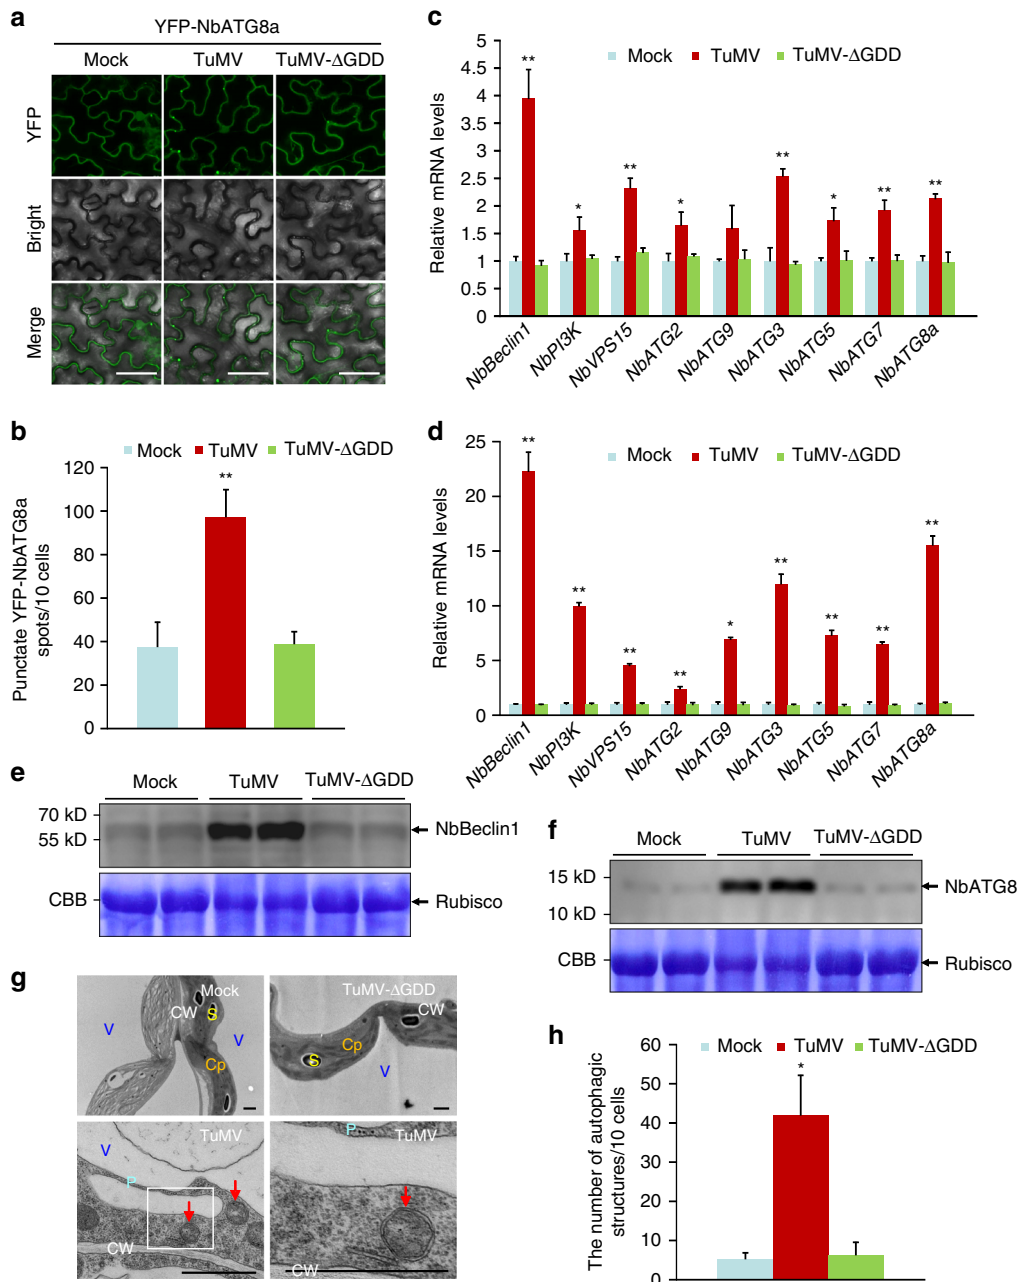 a
YFP-NbATG8a
Mock TuMV TuMV-ΔGDD
YFP
Bright
Merge
b
Mock TuMV TuMV-ΔGDD
Punctate YFP-NbATG8a
spots/10 cells
120
100
80
60
40
20
0
**
c
Mock TuMV TuMV-ΔGDD
Relative mRNA levels
5
4.5
4
3.5
3
2.5
2
1.5
1
0.5
0
** * ** * ** * ** **
NbBeclin1 NbPI3K NbVPS15 NbATG2 NbATG9 NbATG3 NbATG5 NbATG7 NbATG8a
d
Mock TuMV TuMV-ΔGDD
Relative mRNA levels
25
20
15
10
5
0
** ** ** ** * ** ** ** **
NbBeclin1 NbPI3K NbVPS15 NbATG2 NbATG9 NbATG3 NbATG5 NbATG7 NbATG8a
e
Mock TuMV TuMV-ΔGDD
70 kD
55 kD
NbBeclin1
CBB
Rubisco
f
Mock TuMV TuMV-ΔGDD
15 kD
10 kD
NbATG8
CBB
Rubisco
g
Mock
CW
S
V
V
Cp
TuMV-ΔGDD
CW
S
Cp
V
TuMV
V
P
CW
P
TuMV
CW
h
Mock TuMV TuMV-ΔGDD
The number of autophagic
structures/10 cells
60
50
40
30
20
10
0
*